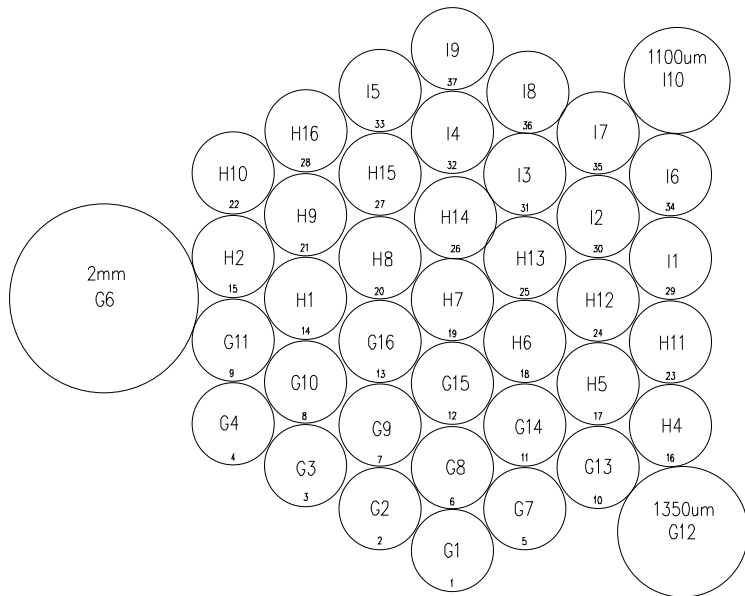 I9
37
1100um
I10
I5
33
I8
36
H16
28
I4
32
I7
35
H10
22
H15
27
I3
31
I6
34
H9
21
H14
26
I2
30
2mm
G6
H2
15
H8
20
H13
25
I1
29
H1
14
H7
19
H12
24
G11
9
G16
13
H6
18
H11
23
G10
8
G15
12
H5
17
G4
4
G9
7
G14
11
H4
16
G3
3
G8
6
G13
10
G2
2
G7
5
1350um
G12
G1
1